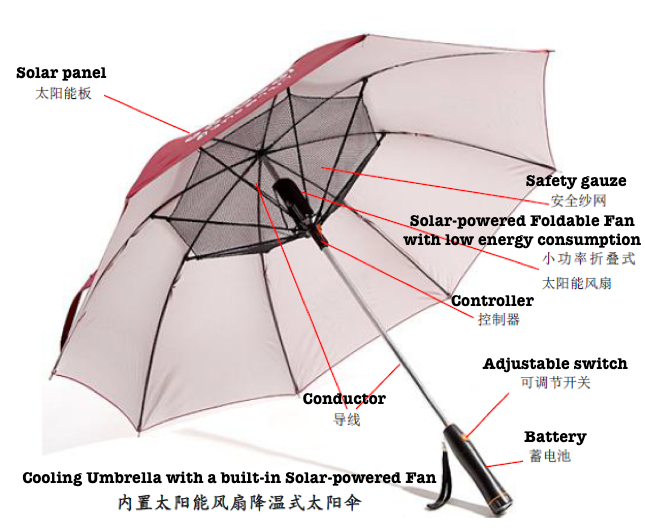 Solar panel
太阳能板
Safety gauze
安全纱网
Solar-powered Foldable Fan
with low energy consumption
小功率折叠式
太阳能风扇
Controller
控制器
Adjustable switch
可调节开关
Conductor
导线
Battery
蓄电池
Cooling Umbrella with a built-in Solar-powered Fan
内置太阳能风扇降温式太阳伞